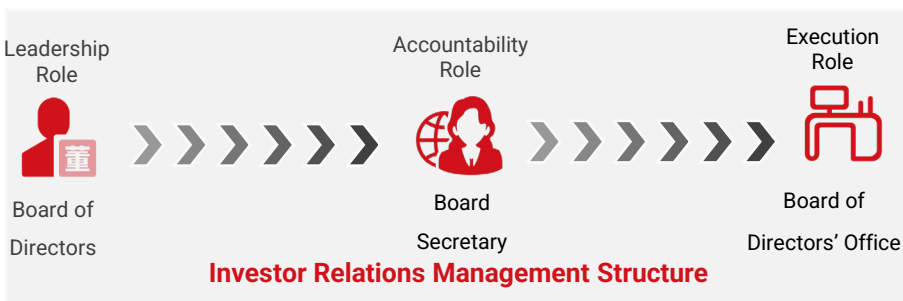 Leadership
Role
Accountability
Role
Execution
Role
董
Board of
Directors
Board
Secretary
Board of
Directors’ Office
Investor Relations Management Structure